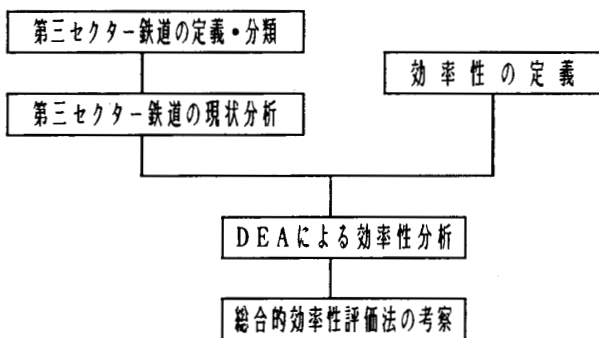 第三セクター鉄道の定義・分類
効率性の定義
第三セクター鉄道の現状分析
DEAによる効率性分析
総合的効率性評価法の考察